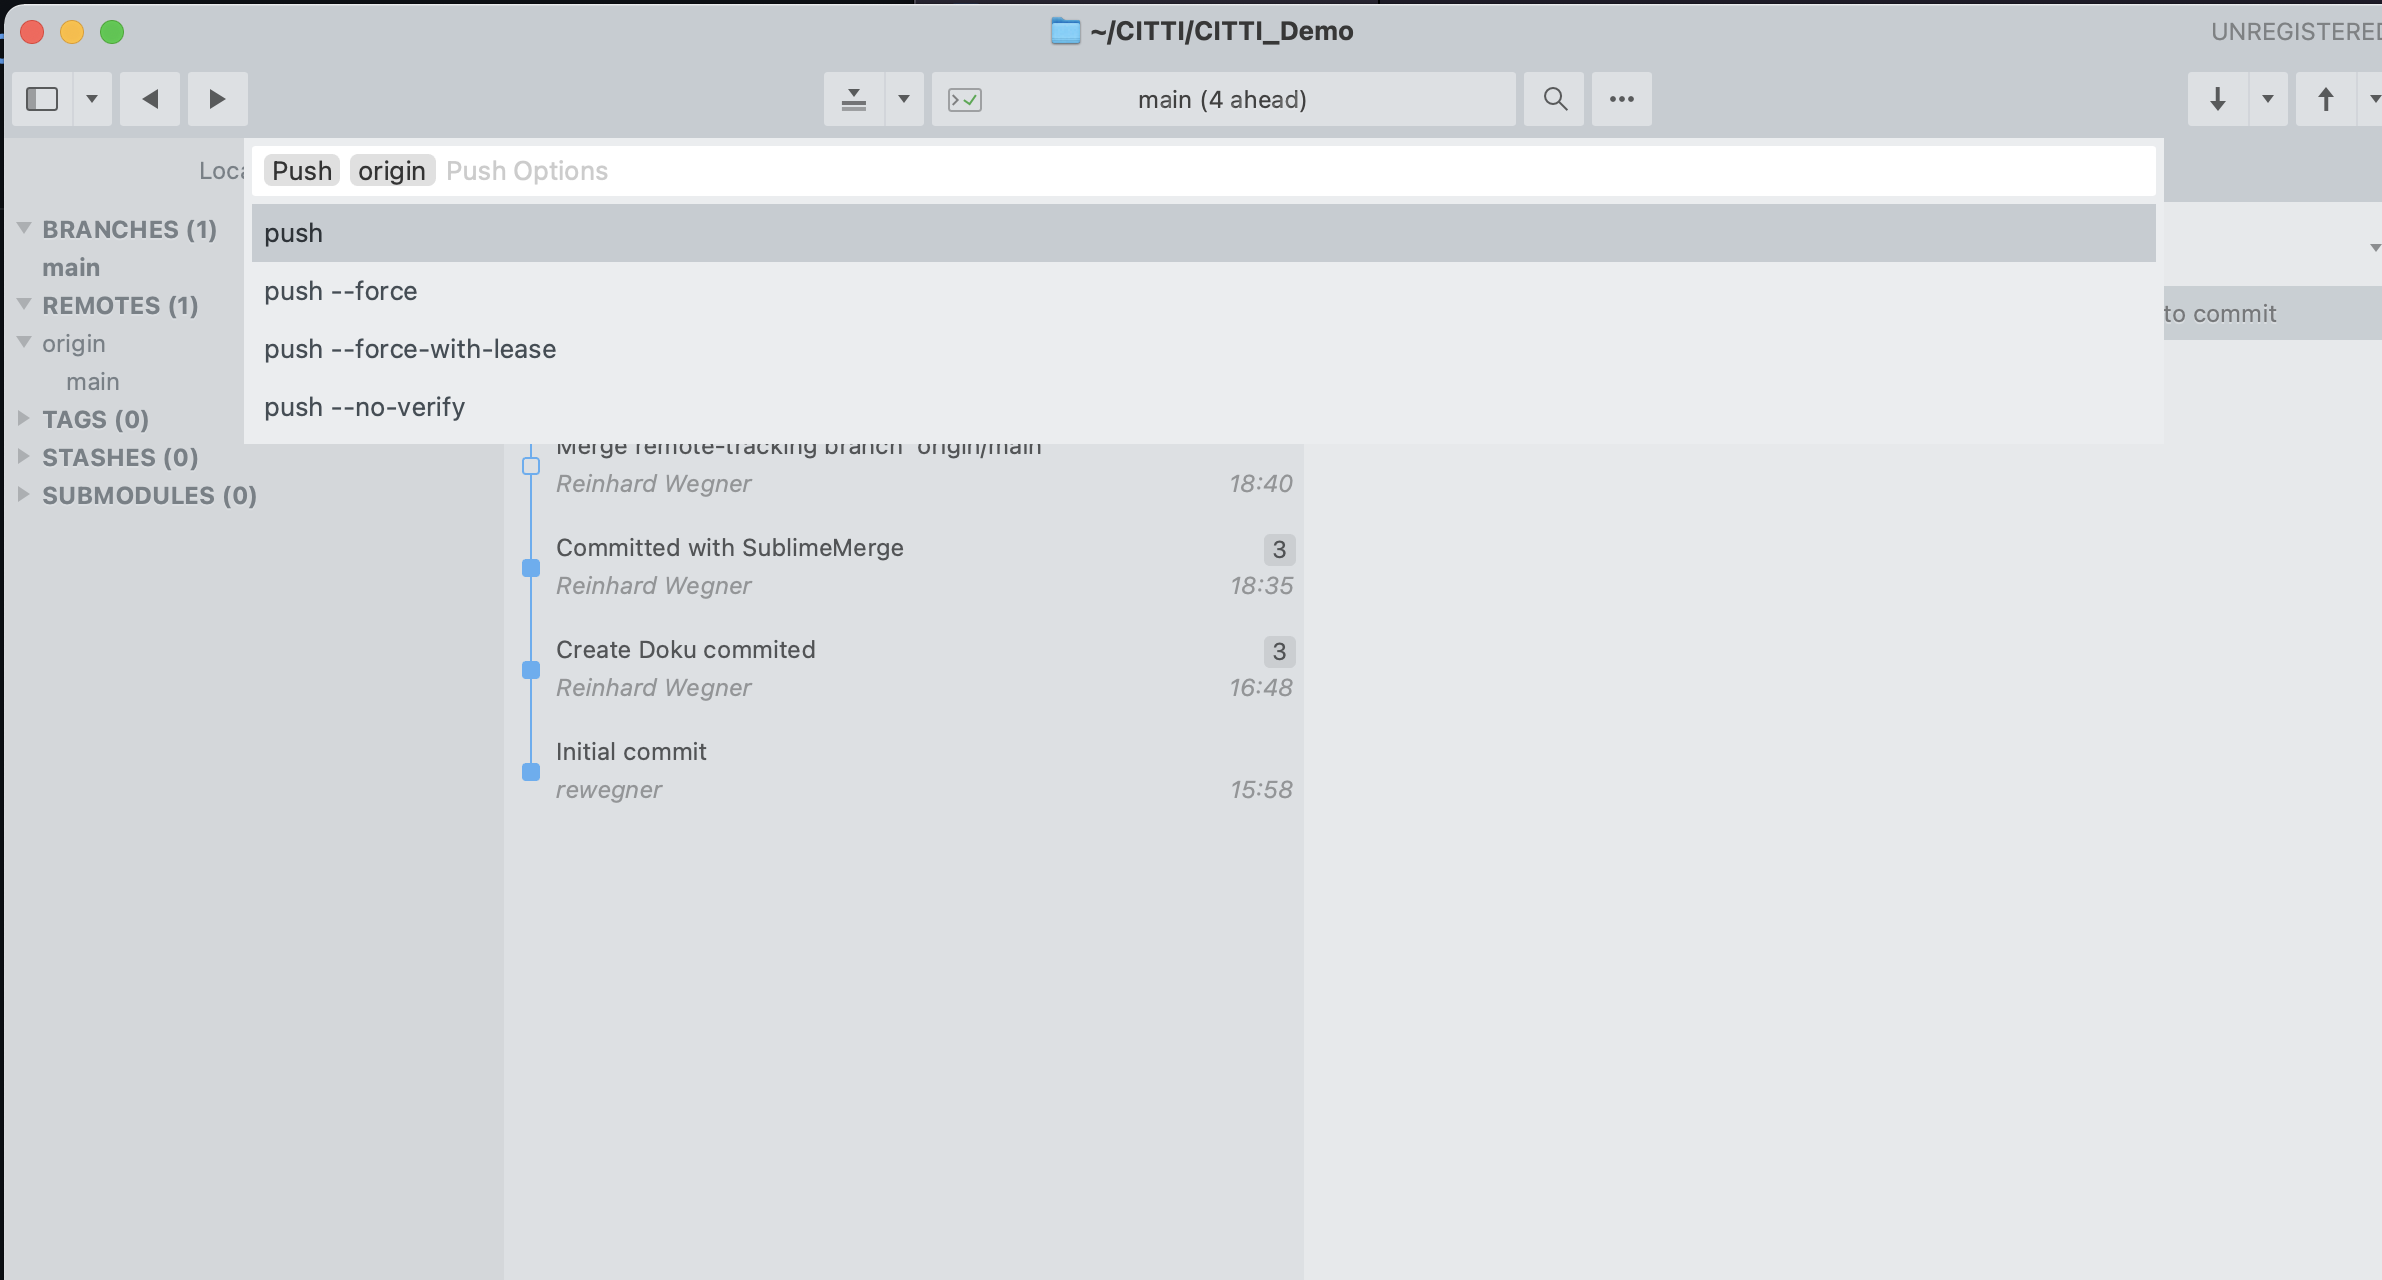 ~/CITTI/CITTI_Demo
UNREGISTERED
main (4 ahead)
Push origin Push Options
push
push --force
push --force-with-lease
push --no-verify
BRANCHES (1)
main
REMOTES (1)
origin
main
TAGS (0)
STASHES (0)
SUBMODULES (0)
to commit
Merge remote-tracking branch 'origin/main'
Reinhard Wegner 18:40
Committed with SublimeMerge 3
Reinhard Wegner 18:35
Create Doku commited 3
Reinhard Wegner 16:48
Initial commit
rewegner 15:58